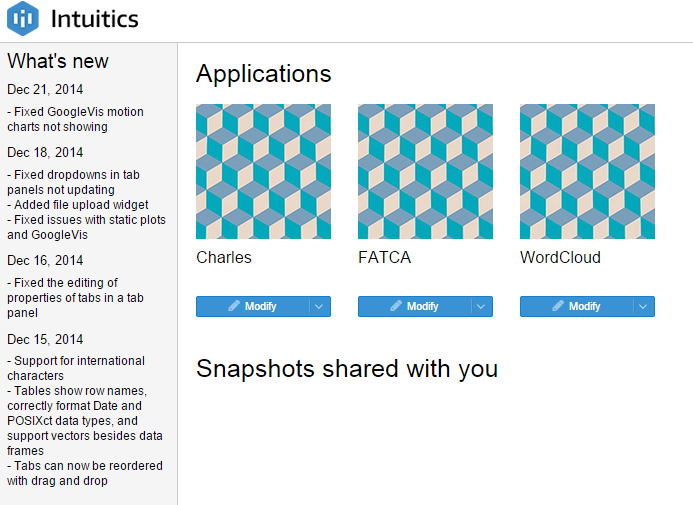 Intuitics
What's new
Dec 21, 2014
- Fixed GoogleVis motion
charts not showing
Dec 18, 2014
- Fixed dropdowns in tab
panels not updating
- Added file upload widget
- Fixed issues with static plots
and GoogleVis
Dec 16, 2014
- Fixed the editing of
properties of tabs in a tab
panel
Dec 15, 2014
- Support for international
characters
- Tables show row names,
correctly format Date and
POSIXct data types, and
support vectors besides data
frames
- Tabs can now be reordered
with drag and drop
Applications
Charles
FATCA
WordCloud
Modify
Modify
Modify
Snapshots shared with you